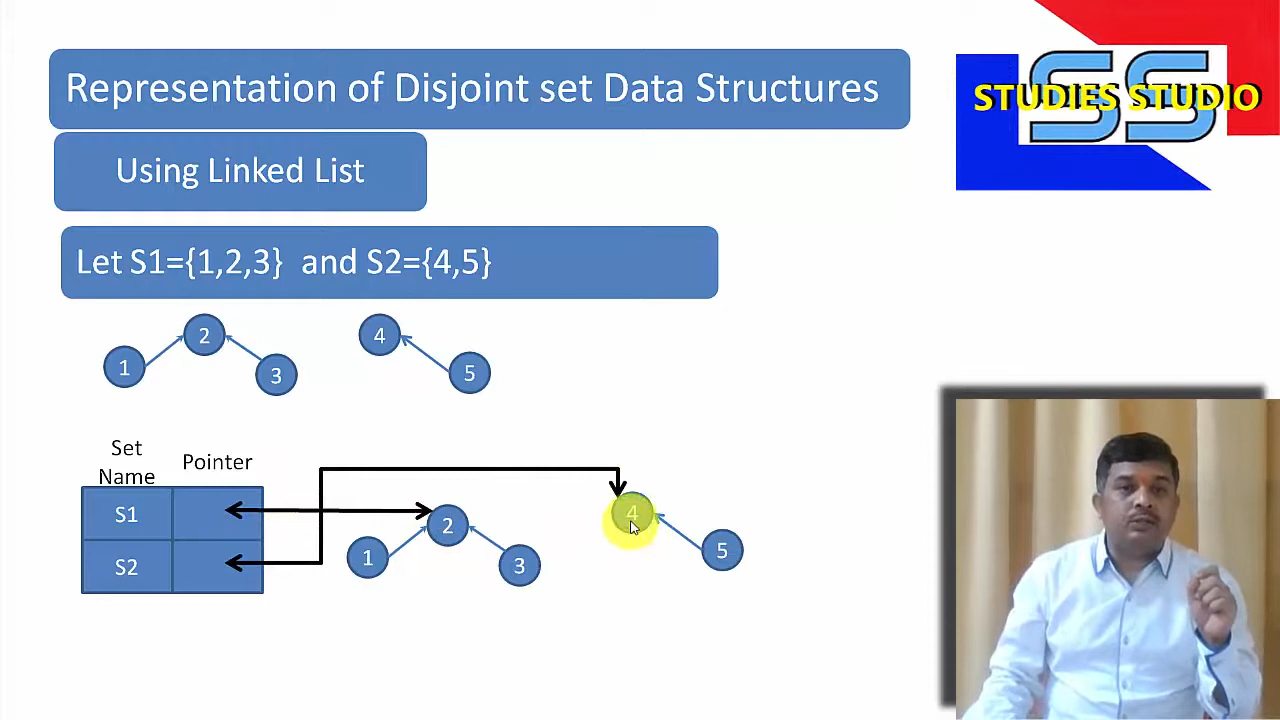 Representation of Disjoint set Data Structures
SS
STUDIES STUDIO
Using Linked List
Let S1={1,2,3} and S2={4,5}
2
4
1
3
5
Set
Name
Pointer
S1
S2
2
4
1
3
5